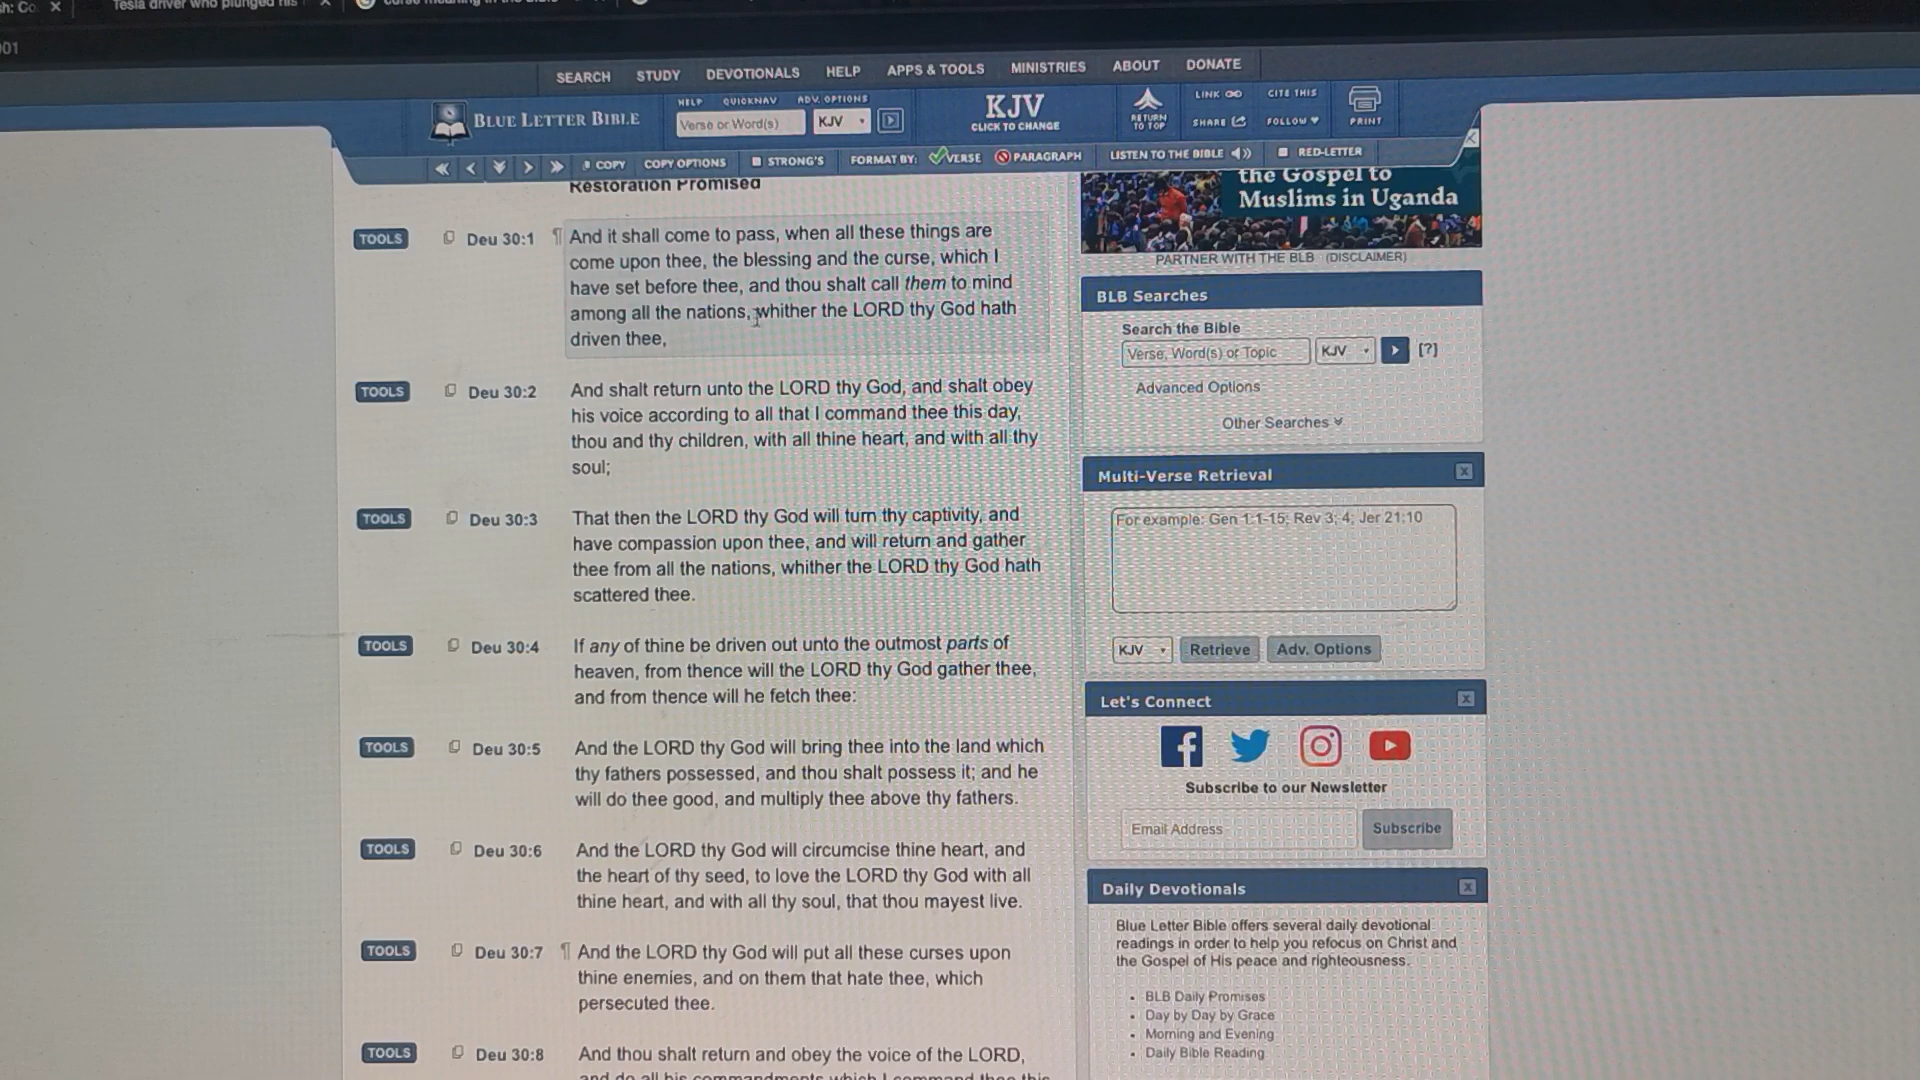 Tesla driver who plunged his
001
SEARCH STUDY DEVOTIONALS HELP APPS & TOOLS MINISTRIES ABOUT DONATE
BLUE LETTER BIBLE
HELP QUICKNAV ADV. OPTIONS
Verse or Word(s) KJV
KJV
CLICK TO CHANGE
RETURN
TO TOP
LINK CITE THIS
SHARE FOLLOW
PRINT
COPY COPY OPTIONS STRONG'S FORMAT BY: VERSE PARAGRAPH LISTEN TO THE BIBLE RED-LETTER
Restoration Promised
TOOLS Deu 30:1 ¶ And it shall come to pass, when all these things are
come upon thee, the blessing and the curse, which I
have set before thee, and thou shalt call them to mind
among all the nations, whither the LORD thy God hath
driven thee,
TOOLS Deu 30:2 And shalt return unto the LORD thy God, and shalt obey
his voice according to all that I command thee this day,
thou and thy children, with all thine heart, and with all thy
soul;
TOOLS Deu 30:3 That then the LORD thy God will turn thy captivity, and
have compassion upon thee, and will return and gather
thee from all the nations, whither the LORD thy God hath
scattered thee.
TOOLS Deu 30:4 If any of thine be driven out unto the outmost parts of
heaven, from thence will the LORD thy God gather thee,
and from thence will he fetch thee:
TOOLS Deu 30:5 And the LORD thy God will bring thee into the land which
thy fathers possessed, and thou shalt possess it; and he
will do thee good, and multiply thee above thy fathers.
TOOLS Deu 30:6 And the LORD thy God will circumcise thine heart, and
the heart of thy seed, to love the LORD thy God with all
thine heart, and with all thy soul, that thou mayest live.
TOOLS Deu 30:7 ¶ And the LORD thy God will put all these curses upon
thine enemies, and on them that hate thee, which
persecuted thee.
TOOLS Deu 30:8 And thou shalt return and obey the voice of the LORD,
and do all his commandments which I command thee this
the Gospel to
Muslims in Uganda
PARTNER WITH THE BLB (DISCLAIMER)
BLB Searches
Search the Bible
Verse, Word(s) or Topic KJV [?]
Advanced Options
Other Searches
Multi-Verse Retrieval x
For example: Gen 1:1-15; Rev 3; 4; Jer 21:10
KJV Retrieve Adv. Options
Let's Connect x
Subscribe to our Newsletter
Email Address Subscribe
Daily Devotionals x
Blue Letter Bible offers several daily devotional
readings in order to help you refocus on Christ and
the Gospel of His peace and righteousness.
• BLB Daily Promises
• Day by Day by Grace
• Morning and Evening
• Daily Bible Reading